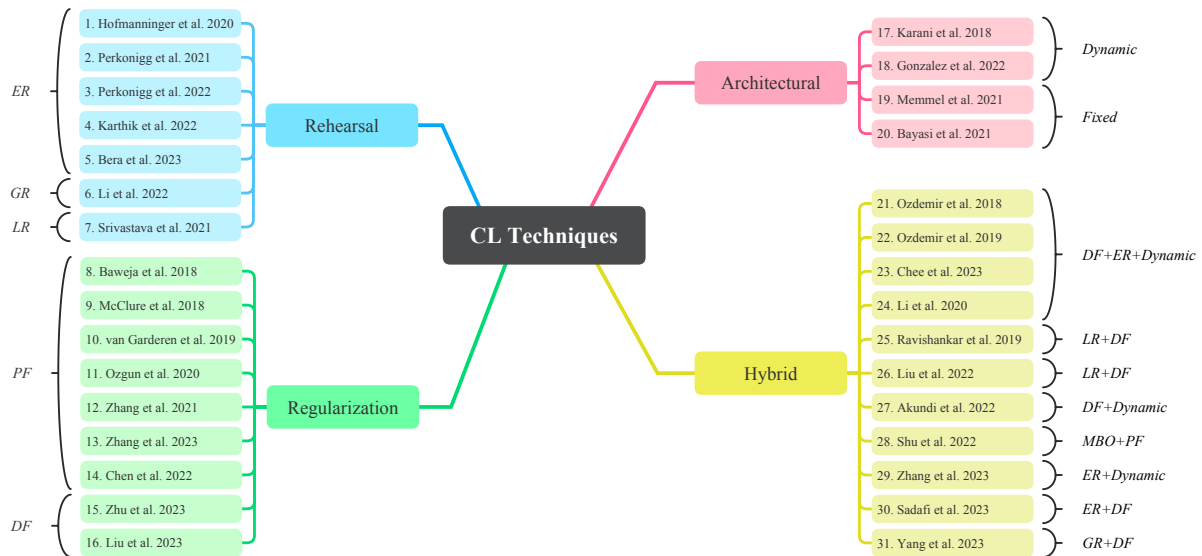 CL Techniques
Rehearsal
ER
1. Hofmanninger et al. 2020
2. Perkonigg et al. 2021
3. Perkonigg et al. 2022
4. Karthik et al. 2022
5. Bera et al. 2023
GR
6. Li et al. 2022
LR
7. Srivastava et al. 2021
Regularization
PF
8. Baweja et al. 2018
9. McClure et al. 2018
10. van Garderen et al. 2019
11. Ozgun et al. 2020
12. Zhang et al. 2021
13. Zhang et al. 2023
14. Chen et al. 2022
DF
15. Zhu et al. 2023
16. Liu et al. 2023
Architectural
17. Karani et al. 2018
18. Gonzalez et al. 2022
Dynamic
19. Memmel et al. 2021
20. Bayasi et al. 2021
Fixed
Hybrid
21. Ozdemir et al. 2018
22. Ozdemir et al. 2019
23. Chee et al. 2023
24. Li et al. 2020
DF+ER+Dynamic
25. Ravishankar et al. 2019
LR+DF
26. Liu et al. 2022
LR+DF
27. Akundi et al. 2022
DF+Dynamic
28. Shu et al. 2022
MBO+PF
29. Zhang et al. 2023
ER+Dynamic
30. Sadafi et al. 2023
ER+DF
31. Yang et al. 2023
GR+DF